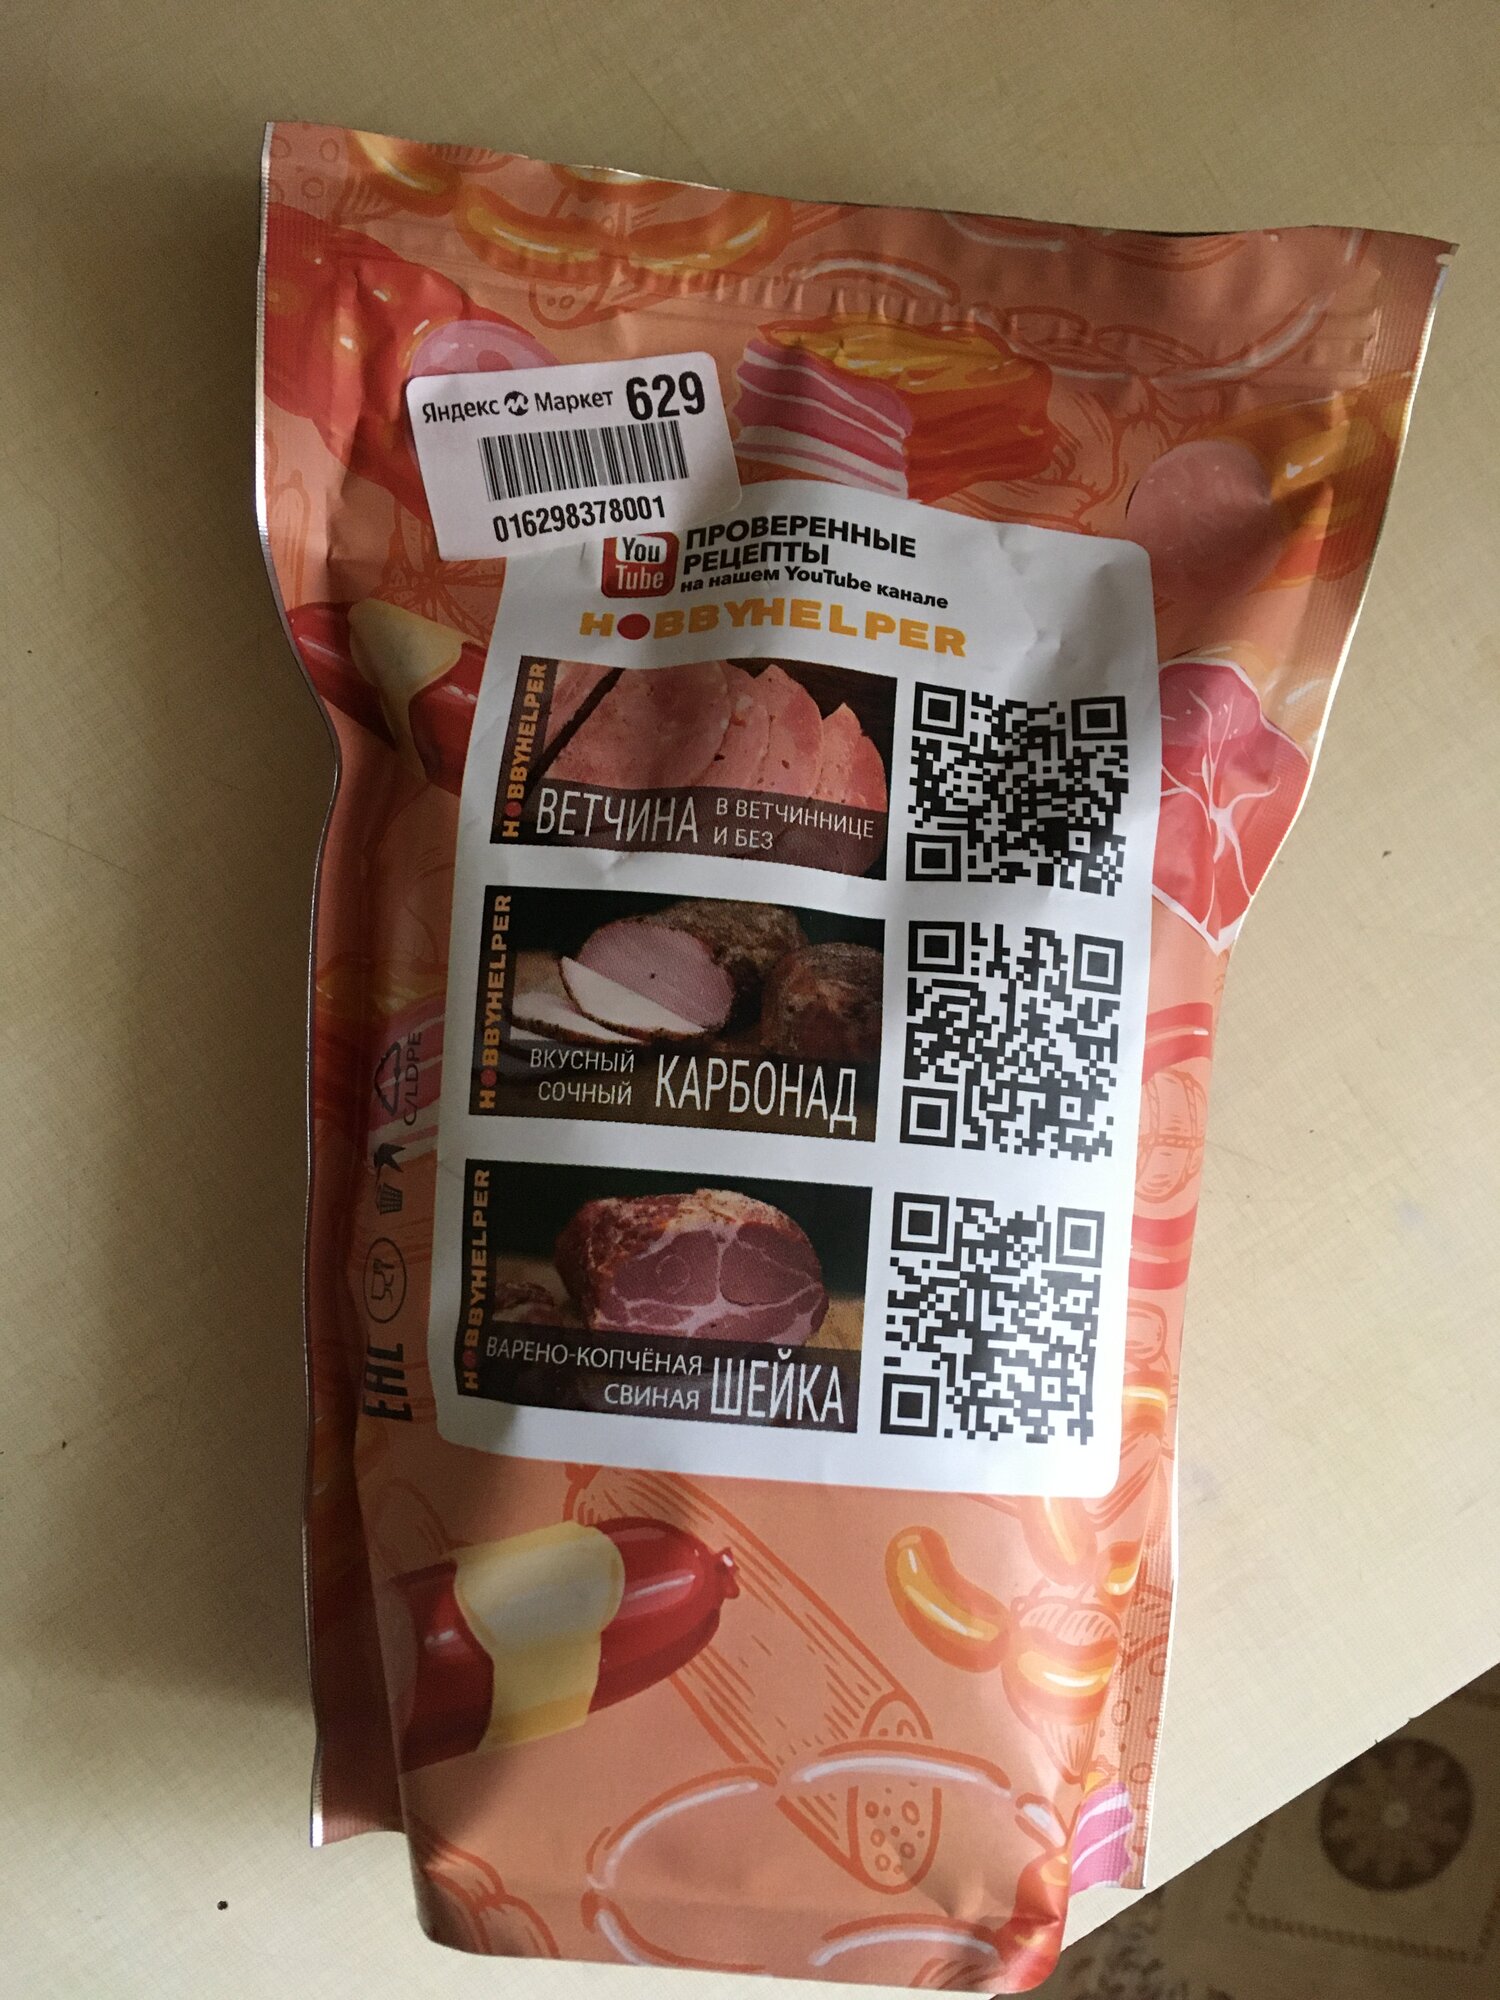 Яндекс Маркет 629
016298378001
You
Tube
ПРОВЕРЕННЫЕ
РЕЦЕПТЫ
на нашем YouTube канале
HOBBYHELPER
HOBBYHELPER
ВЕТЧИНА
В ВЕТЧИННИЦЕ
И БЕЗ
HOBBYHELPER
ВКУСНЫЙ
СОЧНЫЙ
КАРБОНАД
HOBBYHELPER
ВАРЕНО-КОПЧЁНАЯ
СВИНАЯ
ШЕЙКА
C/LDPE
EAC